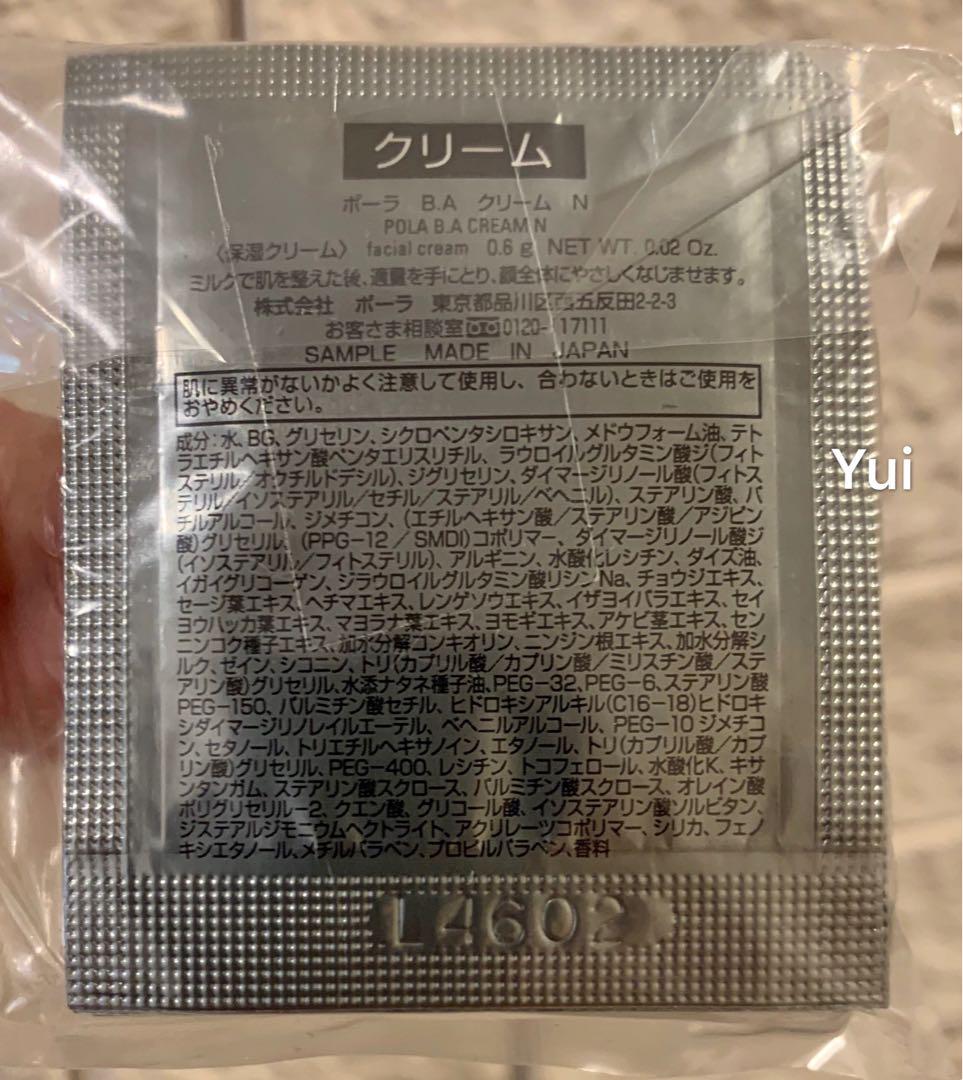 クリーム
ポーラ B.A クリーム N
POLA B.A CREAM N
〈保湿クリーム〉 facial cream 0.6 g NET WT. 0.02 Oz.
ミルクで肌を整えた後、適量を手にとり、顔全体にやさしくなじませます。
株式会社 ポーラ 東京都品川区西五反田2-2-3
お客さま相談室 0120- 17111
SAMPLE MADE IN JAPAN
肌に異常がないかよく注意して使用し、合わないときはご使用を
おやめください。
成分:水、BG、グリセリン、シクロペンタシロキサン、メドウフォーム油、テト
ラエチルヘキサン酸ペンタエリスリチル、ラウロイルグルタミン酸ジ(フィト
ステリル/オクチルドデシル)、ジグリセリン、ダイマージリノール酸(フィトス
テリル/イソステアリル/セチル/ステアリル/ベヘニル)、ステアリン酸、バ
チルアルコール、ジメチコン、(エチルヘキサン酸/ステアリン酸/アジピン
酸)グリセリル、(PPG-12/SMDI)コポリマー、ダイマージリノール酸ジ
(イソステアリル/フィトステリル)、アルギニン、水酸化レシチン、ダイズ油、
イガイグリコーゲン、ジラウロイルグルタミン酸リシンNa、チョウジエキス、
セージ葉エキス、ヘチマエキス、レンゲソウエキス、イザヨイバラエキス、セイ
ヨウハッカ葉エキス、マヨラナ葉エキス、ヨモギエキス、アケビ茎エキス、セン
ニンコク種子エキス、加水分解コンキオリン、ニンジン根エキス、加水分解シ
ルク、ゼイン、シコニン、トリ(カプリル酸/カプリン酸/ミリスチン酸/ステ
アリン酸)グリセリル、水添ナタネ種子油、PEG-32、PEG-6、ステアリン酸
PEG-150、パルミチン酸セチル、ヒドロキシアルキル(C16-18)ヒドロキ
シダイマージリノレイルエーテル、ベヘニルアルコール、PEG-10ジメチコ
ン、セタノール、トリエチルヘキサノイン、エタノール、トリ(カプリル酸/カプ
リン酸)グリセリル、PEG-400、レシチン、トコフェロール、水酸化K、キサ
ンタンガム、ステアリン酸スクロース、パルミチン酸スクロース、オレイン酸
ポリグリセリル-2、クエン酸、グリコール酸、イソステアリン酸ソルビタン、
ジステアルジモニウムヘクトライト、アクリレーツコポリマー、シリカ、フェノ
キシエタノール、メチルパラベン、プロピルパラベン、香料
L4602
Yui